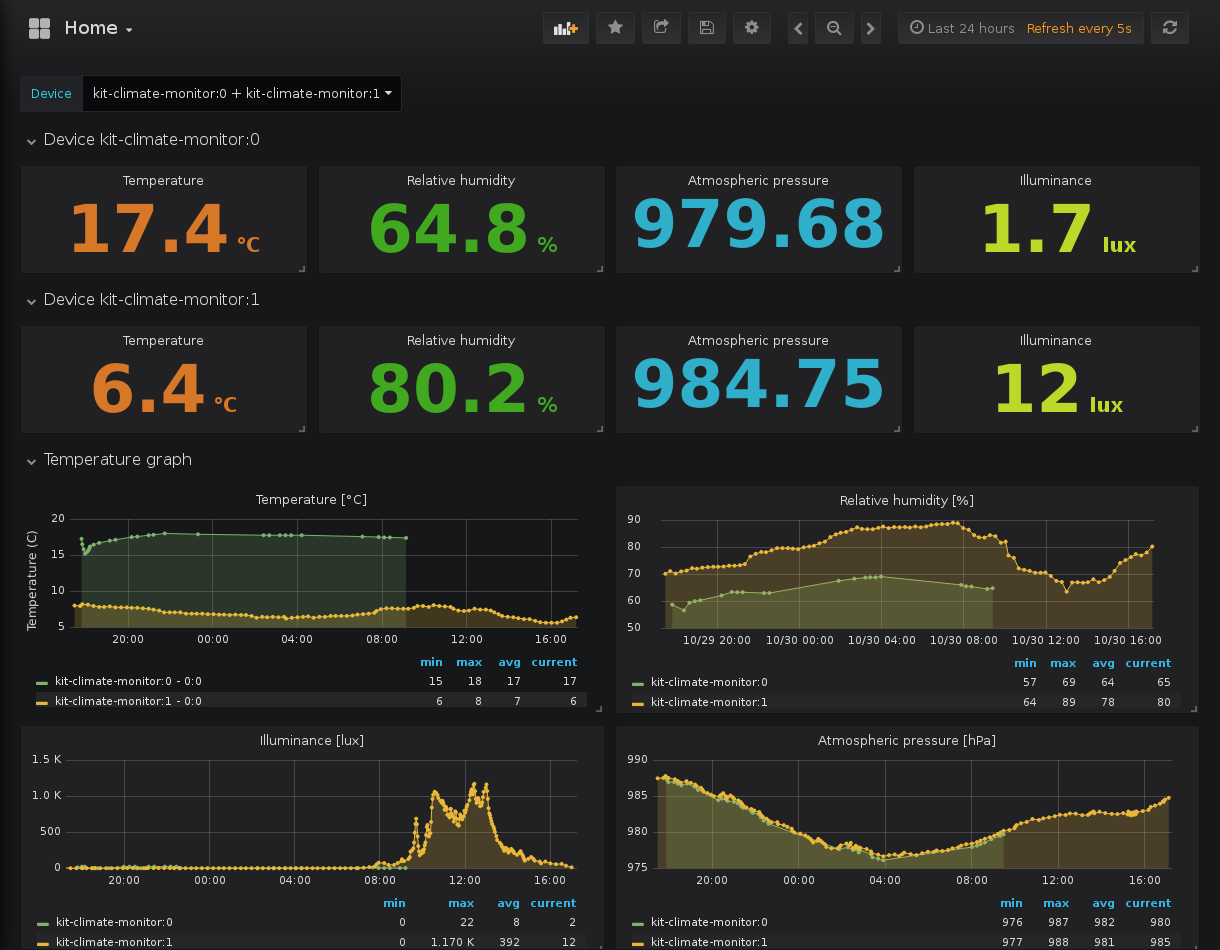 Home
Last 24 hours Refresh every 5s
Device kit-climate-monitor:0 + kit-climate-monitor:1
Device kit-climate-monitor:0
Temperature Relative humidity Atmospheric pressure Illuminance
17.4 °C 64.8 % 979.68 1.7 lux
Device kit-climate-monitor:1
Temperature Relative humidity Atmospheric pressure Illuminance
6.4 °C 80.2 % 984.75 12 lux
Temperature graph
Temperature [°C]
Temperature (C)
20
15
10
5
20:00 00:00 04:00 08:00 12:00 16:00
min max avg current
kit-climate-monitor:0 - 0:0 15 18 17 17
kit-climate-monitor:1 - 0:0 6 8 7 6
Relative humidity [%]
90
80
70
60
50
10/29 20:00 10/30 00:00 10/30 04:00 10/30 08:00 10/30 12:00 10/30 16:00
min max avg current
kit-climate-monitor:0 57 69 64 65
kit-climate-monitor:1 64 89 78 80
Illuminance [lux]
1.5 K
1.0 K
500
0
20:00 00:00 04:00 08:00 12:00 16:00
min max avg current
kit-climate-monitor:0 0 22 8 2
kit-climate-monitor:1 0 1.170 K 392 12
Atmospheric pressure [hPa]
990
985
980
975
20:00 00:00 04:00 08:00 12:00 16:00
min max avg current
kit-climate-monitor:0 976 987 982 980
kit-climate-monitor:1 977 988 981 985